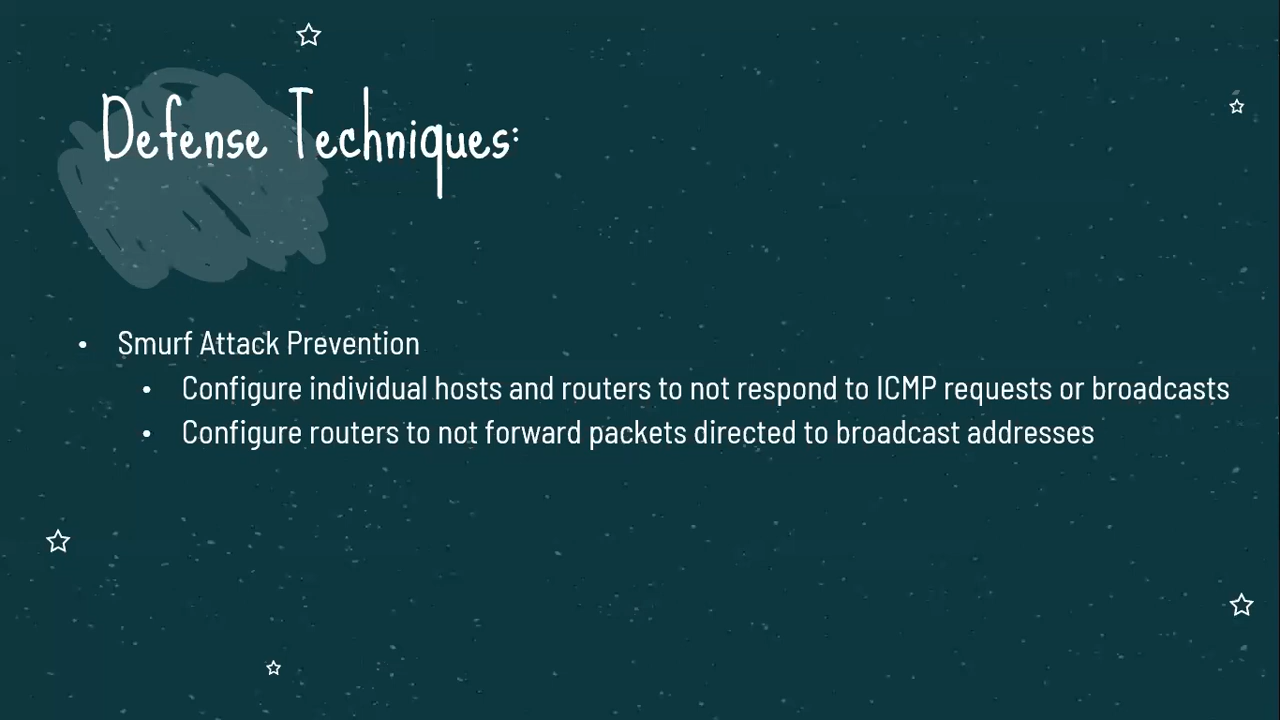 Defense Techniques:
• Smurf Attack Prevention
• Configure individual hosts and routers to not respond to ICMP requests or broadcasts
• Configure routers to not forward packets directed to broadcast addresses